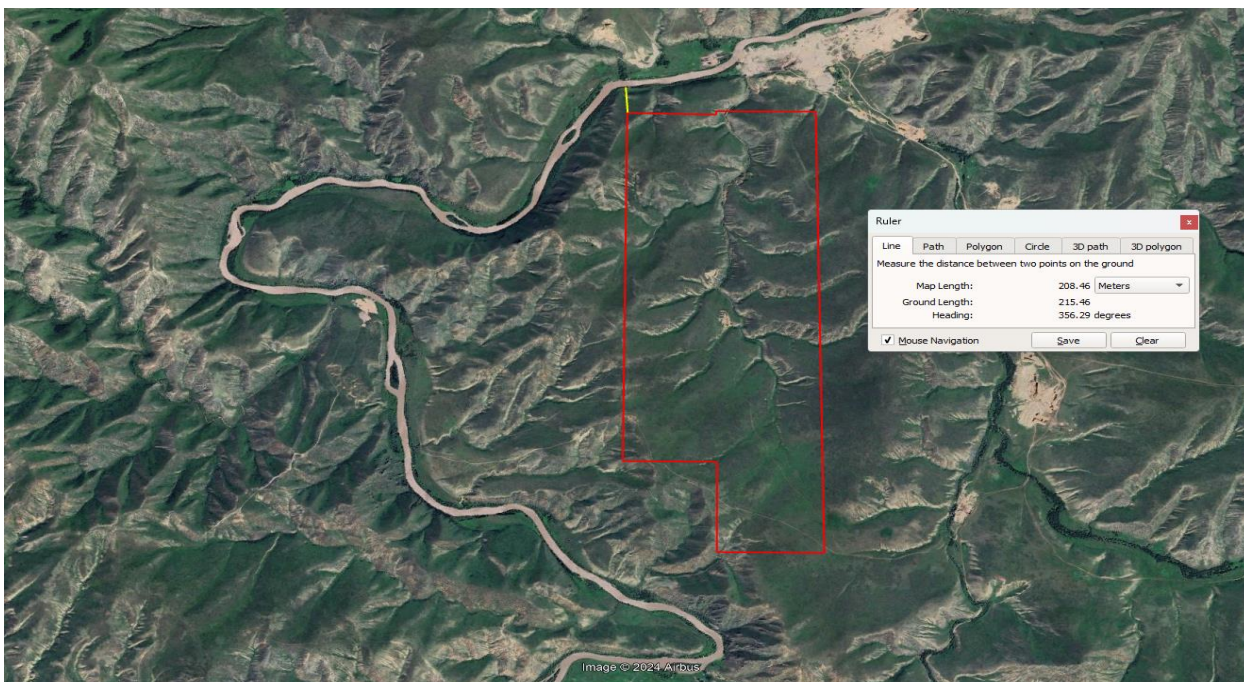 Ruler
Line Path Polygon Circle 3D path 3D polygon
Measure the distance between two points on the ground
Map Length: 208.46 Meters
Ground Length: 215.46
Heading: 356.29 degrees
Mouse Navigation Save Clear
Image © 2024 Airbus